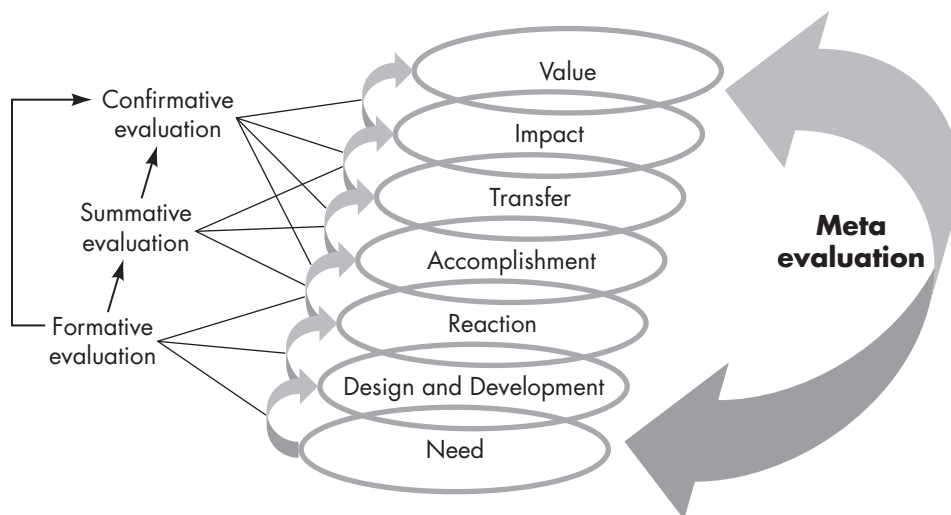 Value
Confirmative
evaluation
Impact
Transfer
Summative
evaluation
Meta
evaluation
Accomplishment
Formative
evaluation
Reaction
Design and Development
Need